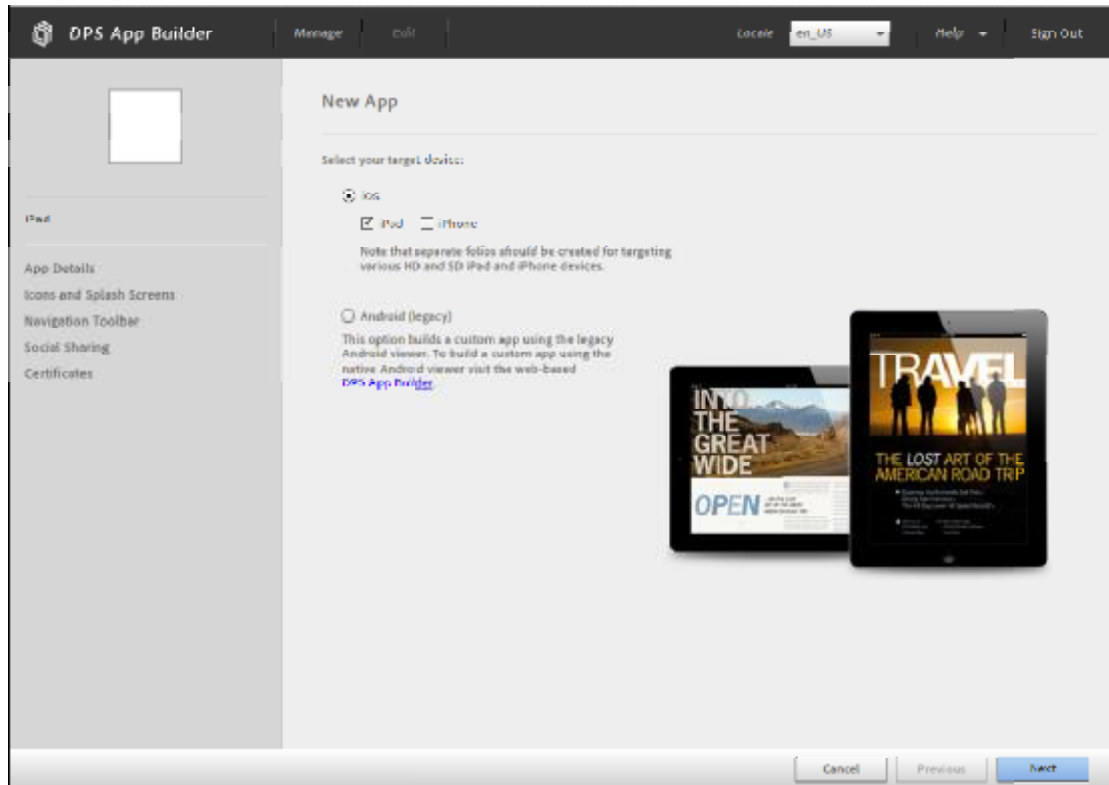 DPS App Builder
Manager
Edit
Locale
en_US
Help
Sign Out
iPad
App Details
Icons and Splash Screens
Navigation Toolbar
Social Sharing
Certificates
New App
Select your target device:
iOS
iPad
iPhone
Note that separate folios should be created for targeting
various HD and SD iPad and iPhone devices.
Android (legacy)
This option builds a custom app using the legacy
Android viewer. To build a custom app using the
native Android viewer visit the web-based
DPS App Builder.
INTO
THE
GREAT
WIDE
OPEN
TRAVEL
THE LOST ART OF THE
AMERICAN ROAD TRIP
Cancel
Previous
Next